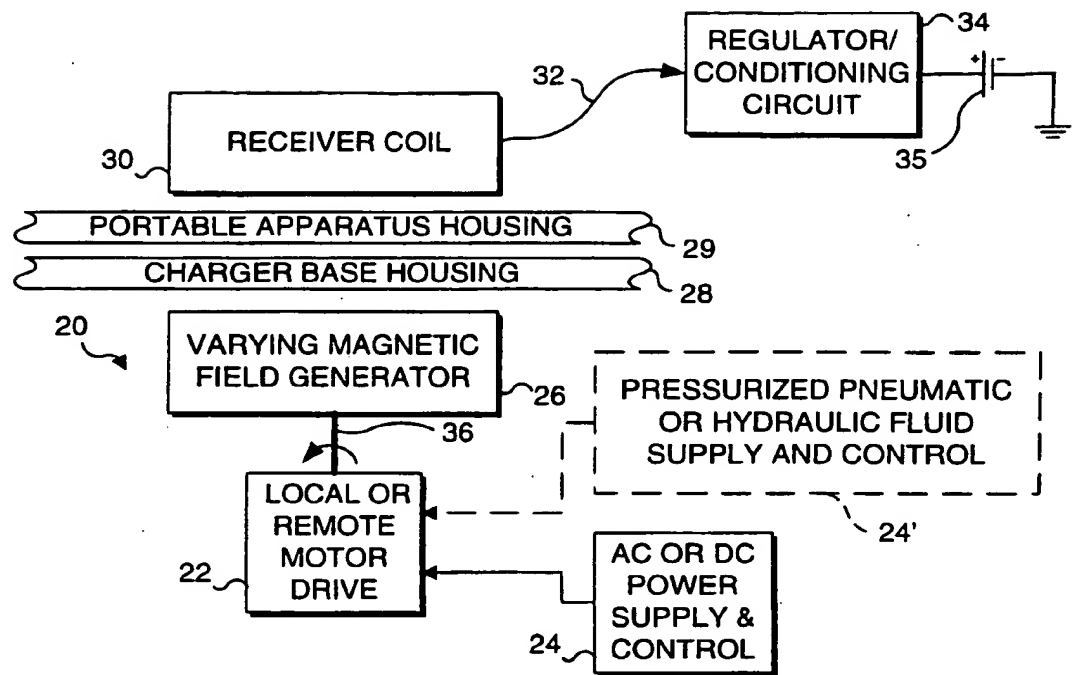 34
REGULATOR/
CONDITIONING
CIRCUIT
+ -
35
32
RECEIVER COIL
30
PORTABLE APPARATUS HOUSING
29
CHARGER BASE HOUSING
28
20
VARYING MAGNETIC
FIELD GENERATOR
26
36
PRESSURIZED PNEUMATIC
OR HYDRAULIC FLUID
SUPPLY AND CONTROL
24'
LOCAL OR
REMOTE
MOTOR
DRIVE
22
AC OR DC
POWER
SUPPLY &
CONTROL
24